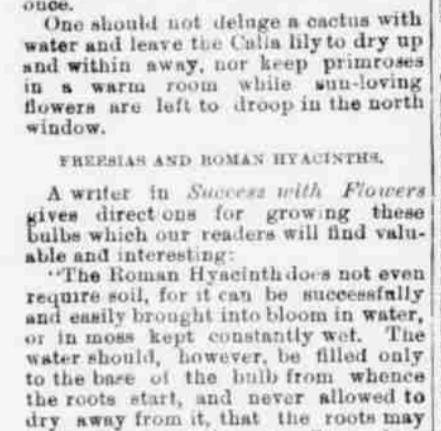 once.
One should not deluge a cactus with
water and leave the Calla lily to dry up
and within away, nor keep primroses
in a warm room while sun-loving
flowers are left to droop in the north
window.
FREESIAS AND ROMAN HYACINTHS.
A writer in Success with Flowers
gives direct ons for growing these
bulbs which our readers will find valu-
able and interesting:
"The Roman Hyacinth does not even
require soil, for it can be successfully
and easily brought into bloom in water,
or in moss kept constantly wet. The
water should, however, be filled only
to the base of the bulb from whence
the roots start, and never allowed to
dry away from it, that the roots may